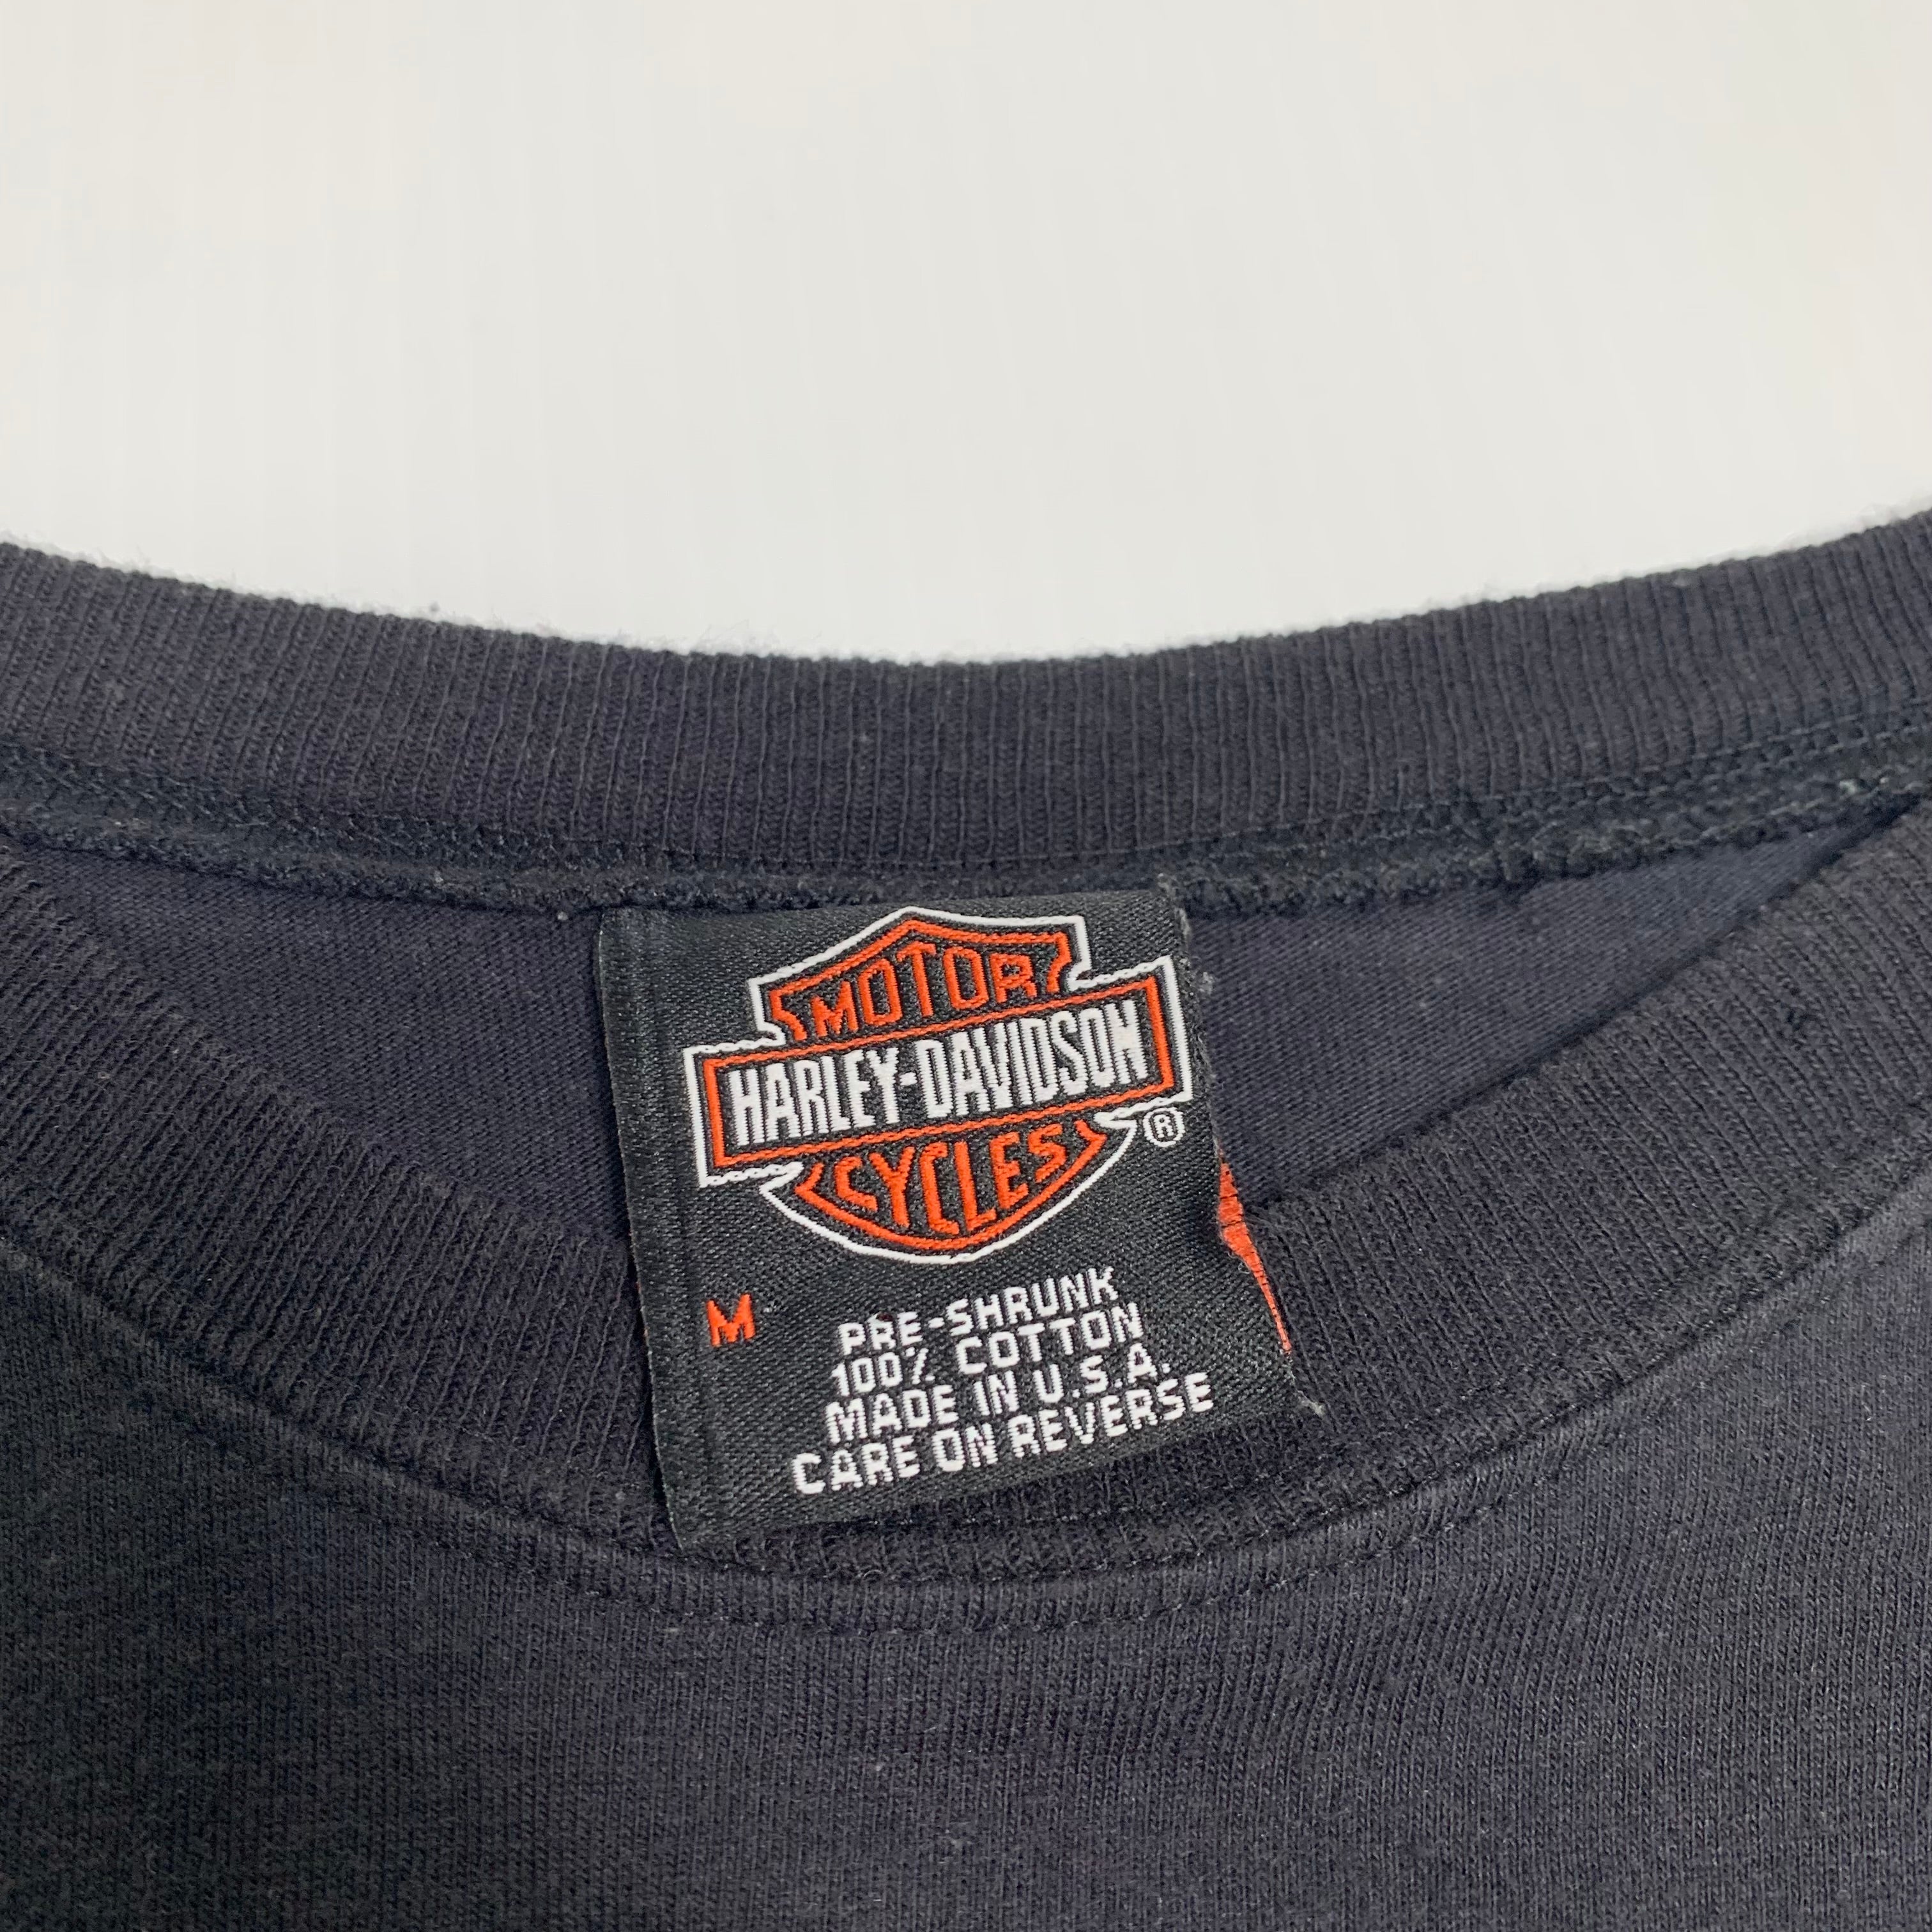 MOTOR
HARLEY-DAVIDSON
CYCLES ®
M
PRE-SHRUNK
100% COTTON
MADE IN U.S.A.
CARE ON REVERSE